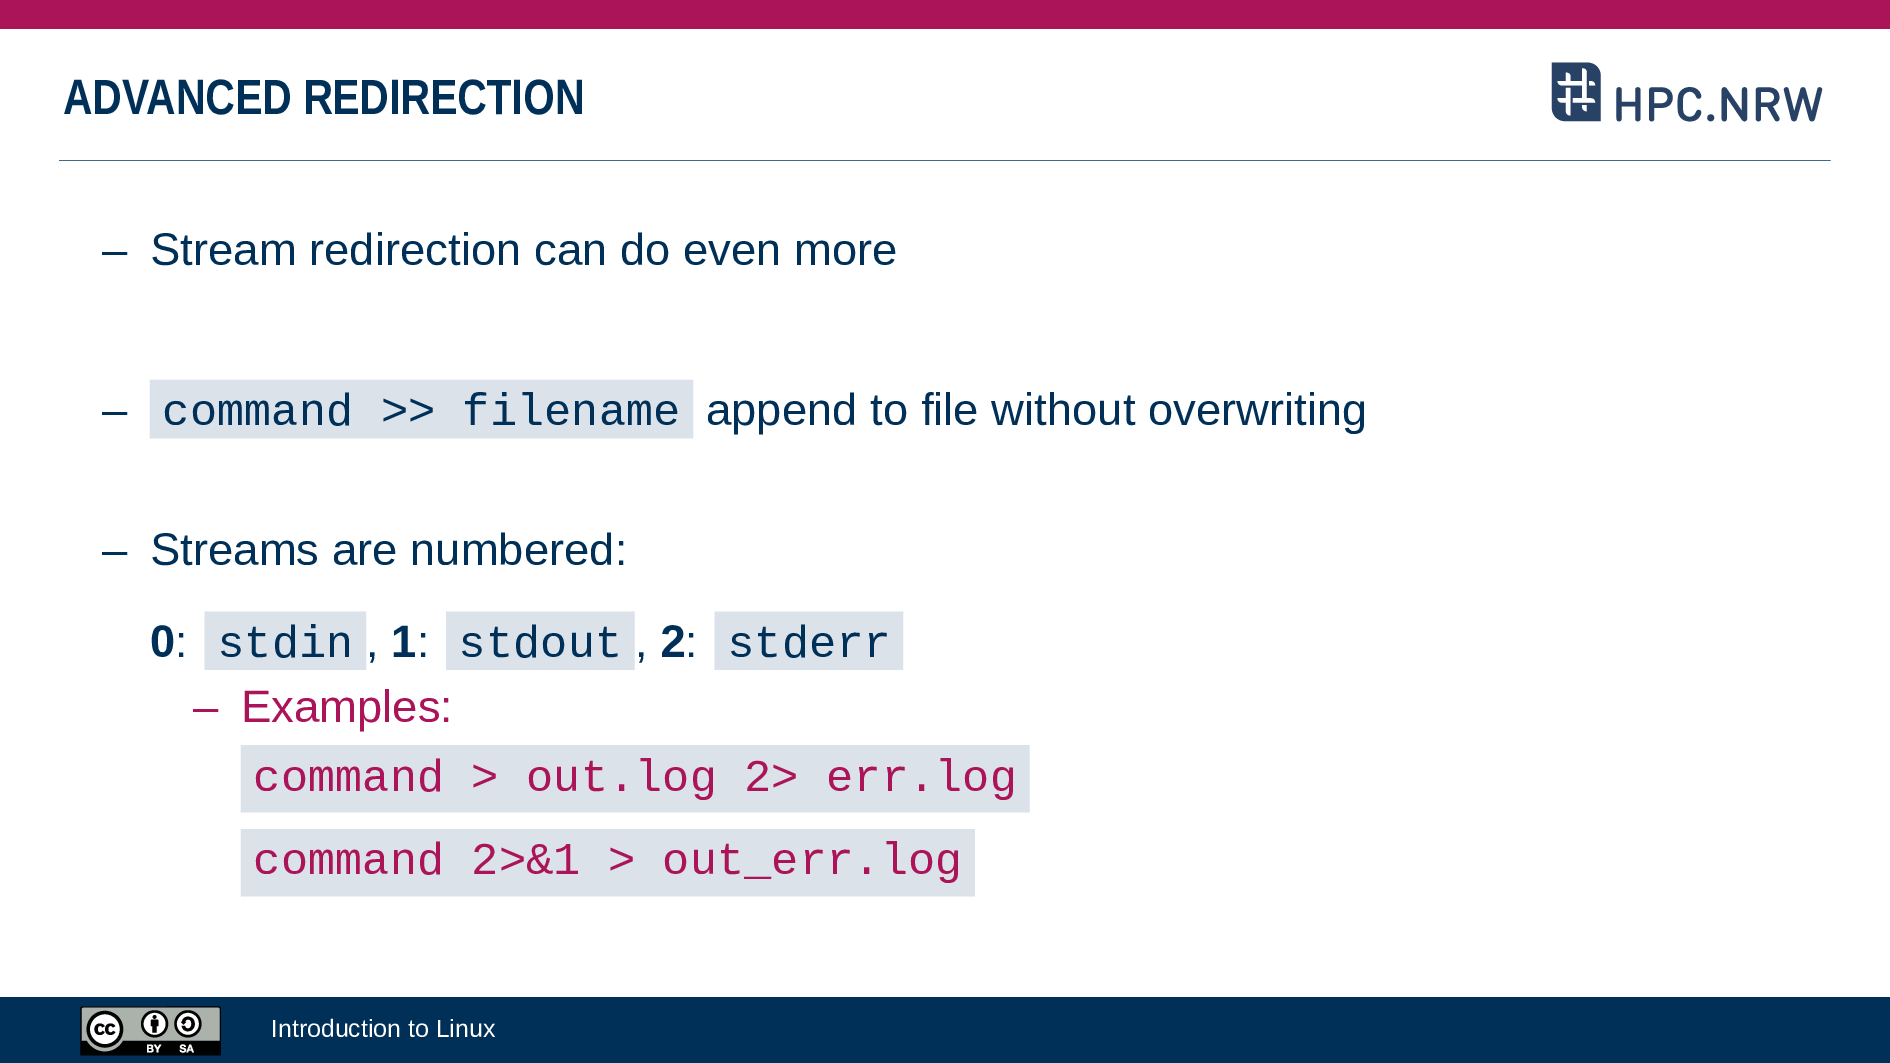 ADVANCED REDIRECTION
HPC.NRW
– Stream redirection can do even more
– command >> filename append to file without overwriting
– Streams are numbered:
0: stdin, 1: stdout, 2: stderr
– Examples:
command > out.log 2> err.log
command 2>&1 > out_err.log
cc BY SA
Introduction to Linux